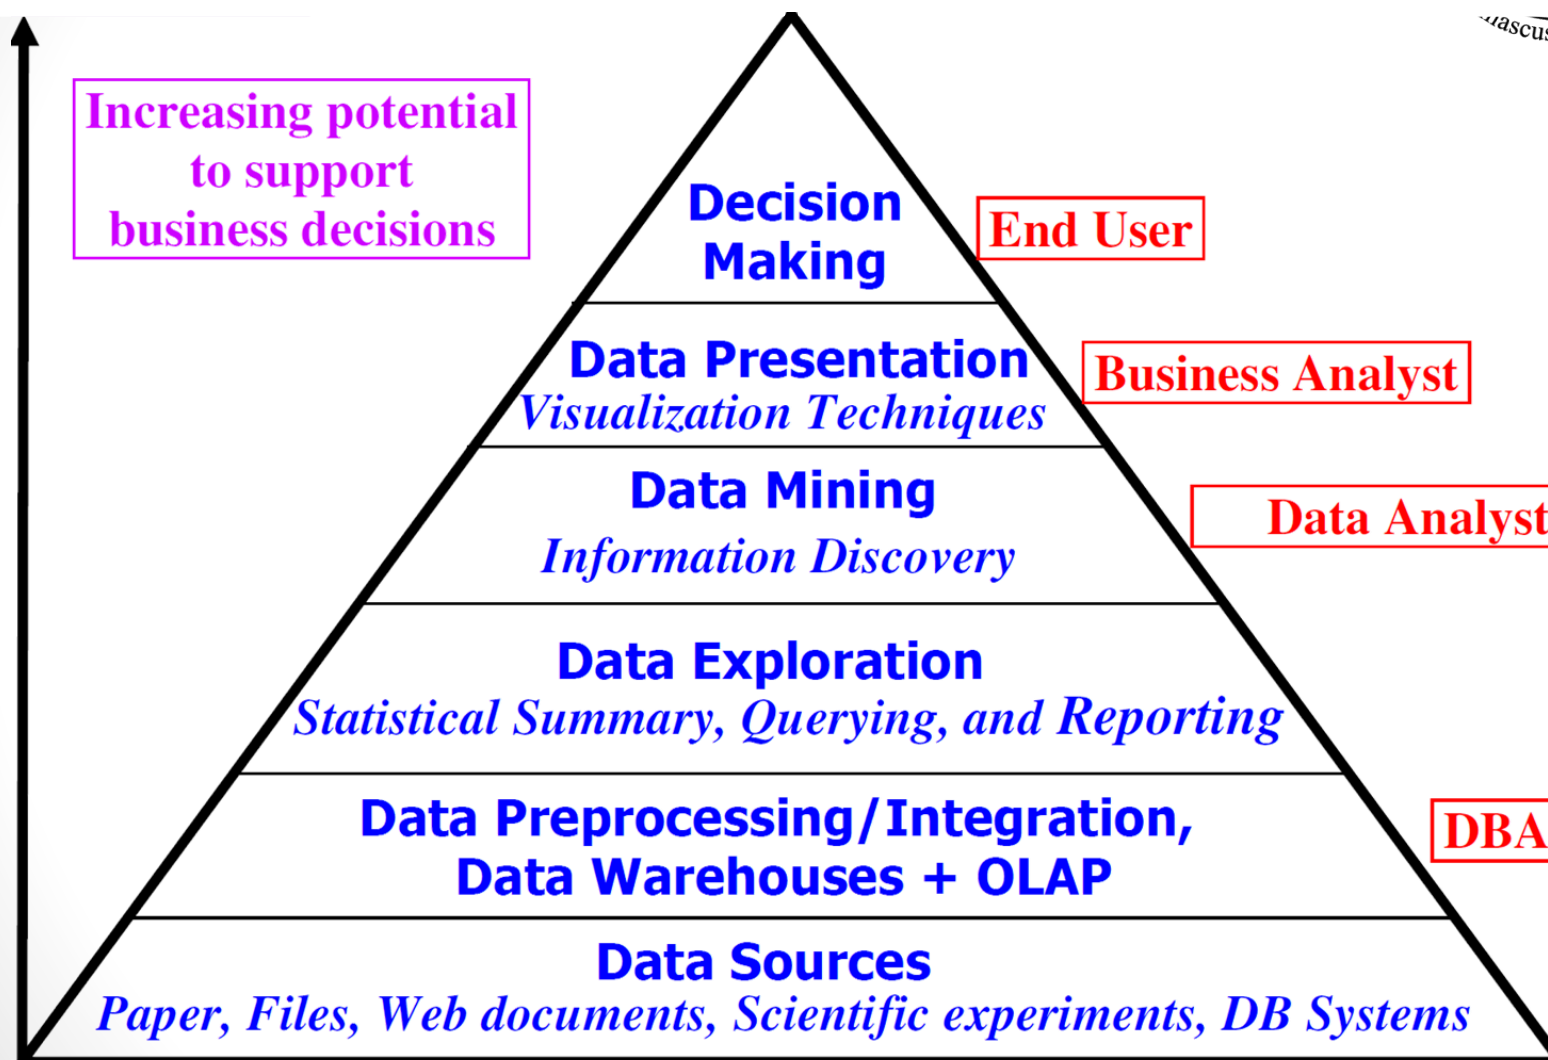 Increasing potential
to support
business decisions
Decision
Making
End User
Data Presentation
Visualization Techniques
Business Analyst
Data Mining
Information Discovery
Data Analyst
Data Exploration
Statistical Summary, Querying, and Reporting
Data Preprocessing/Integration,
Data Warehouses + OLAP
DBA
Data Sources
Paper, Files, Web documents, Scientific experiments, DB Systems